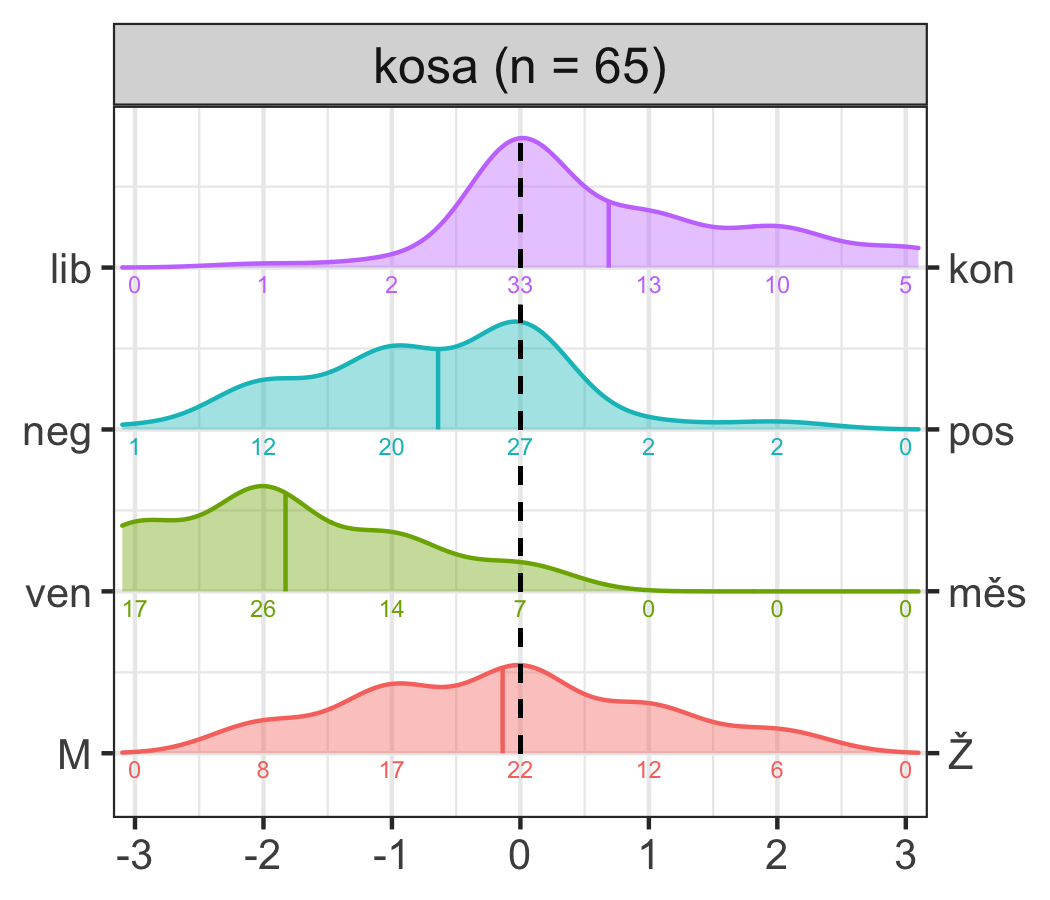 kosa (n = 65)
lib kon
0 1 2 33 13 10 5
neg pos
1 12 20 27 2 2 0
ven měs
17 26 14 7 0 0 0
M Ž
0 8 17 22 12 6 0
-3 -2 -1 0 1 2 3